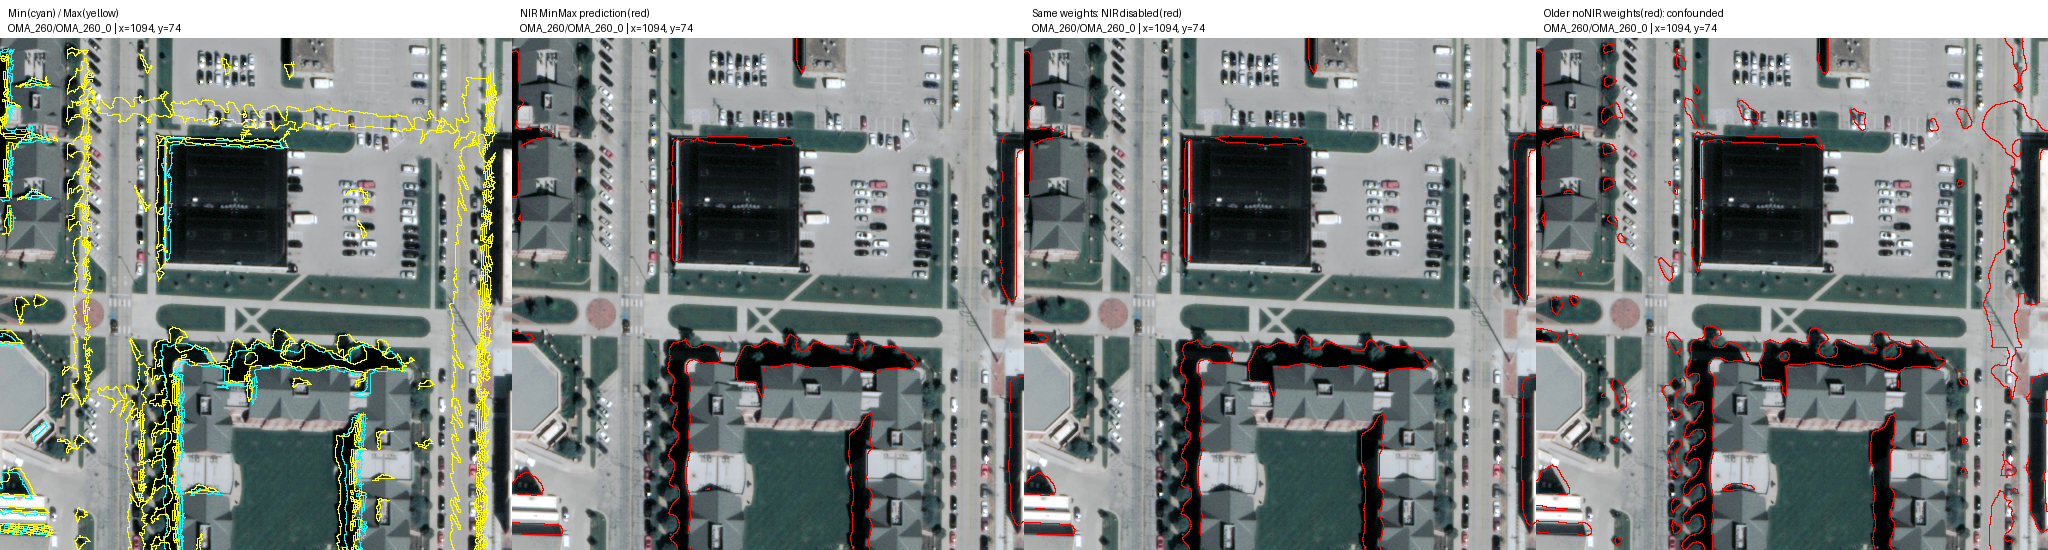 Min(cyan) / Max(yellow)
OMA_260/OMA_260_0 | x=1094, y=74
NIR MinMax prediction(red)
OMA_260/OMA_260_0 | x=1094, y=74
Same weights: NIR disabled(red)
OMA_260/OMA_260_0 | x=1094, y=74
Older noNIR weights(red): confounded
OMA_260/OMA_260_0 | x=1094, y=74